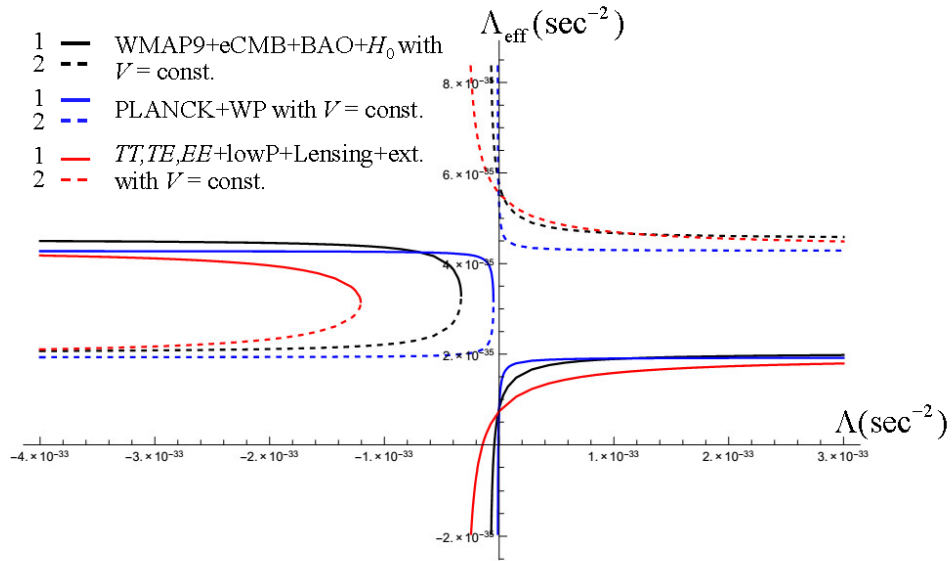 Λeff(sec⁻²)
1 WMAP9+eCMB+BAO+H₀ with
2 V = const.
1
2 PLANCK+WP with V = const.
1 TT,TE,EE+lowP+Lensing+ext.
2 with V = const.
8.×10⁻³⁵
6.×10⁻³⁵
4.×10⁻³⁵
2.×10⁻³⁵
Λ(sec⁻²)
−4.×10⁻³³ −3.×10⁻³³ −2.×10⁻³³ −1.×10⁻³³ 1.×10⁻³³ 2.×10⁻³³ 3.×10⁻³³
−2.×10⁻³⁵